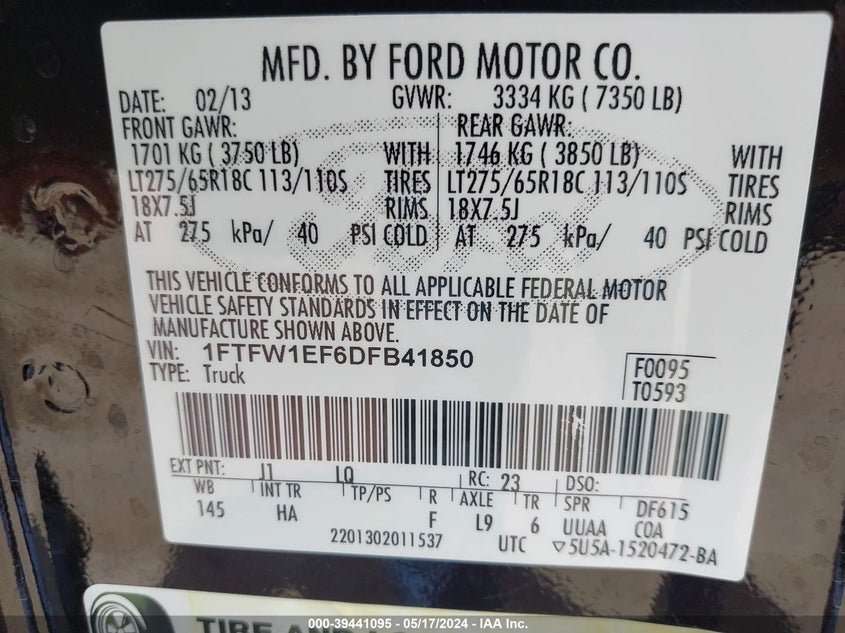 MFD. BY FORD MOTOR CO.
DATE: 02/13 GVWR: 3334 KG ( 7350 LB)
FRONT GAWR: REAR GAWR:
1701 KG ( 3750 LB) WITH 1746 KG ( 3850 LB) WITH
LT275/65R18C 113/110S TIRES LT275/65R18C 113/110S TIRES
18X7.5J RIMS 18X7.5J RIMS
AT 275 kPa/ 40 PSI COLD AT 275 kPa/ 40 PSI COLD
THIS VEHICLE CONFORMS TO ALL APPLICABLE FEDERAL MOTOR
VEHICLE SAFETY STANDARDS IN EFFECT ON THE DATE OF
MANUFACTURE SHOWN ABOVE.
VIN: 1FTFW1EF6DFB41850
TYPE: Truck
F0095
T0593
EXT PNT: J1 LQ RC: 23 DSO:
WB INT TR TP/PS R AXLE TR SPR DF615
145 HA F L9 6 UUAA COA
2201302011537 UTC ▽5U5A-1520472-BA
TIRE AND
000-39441095 - 05/17/2024 - IAA Inc.